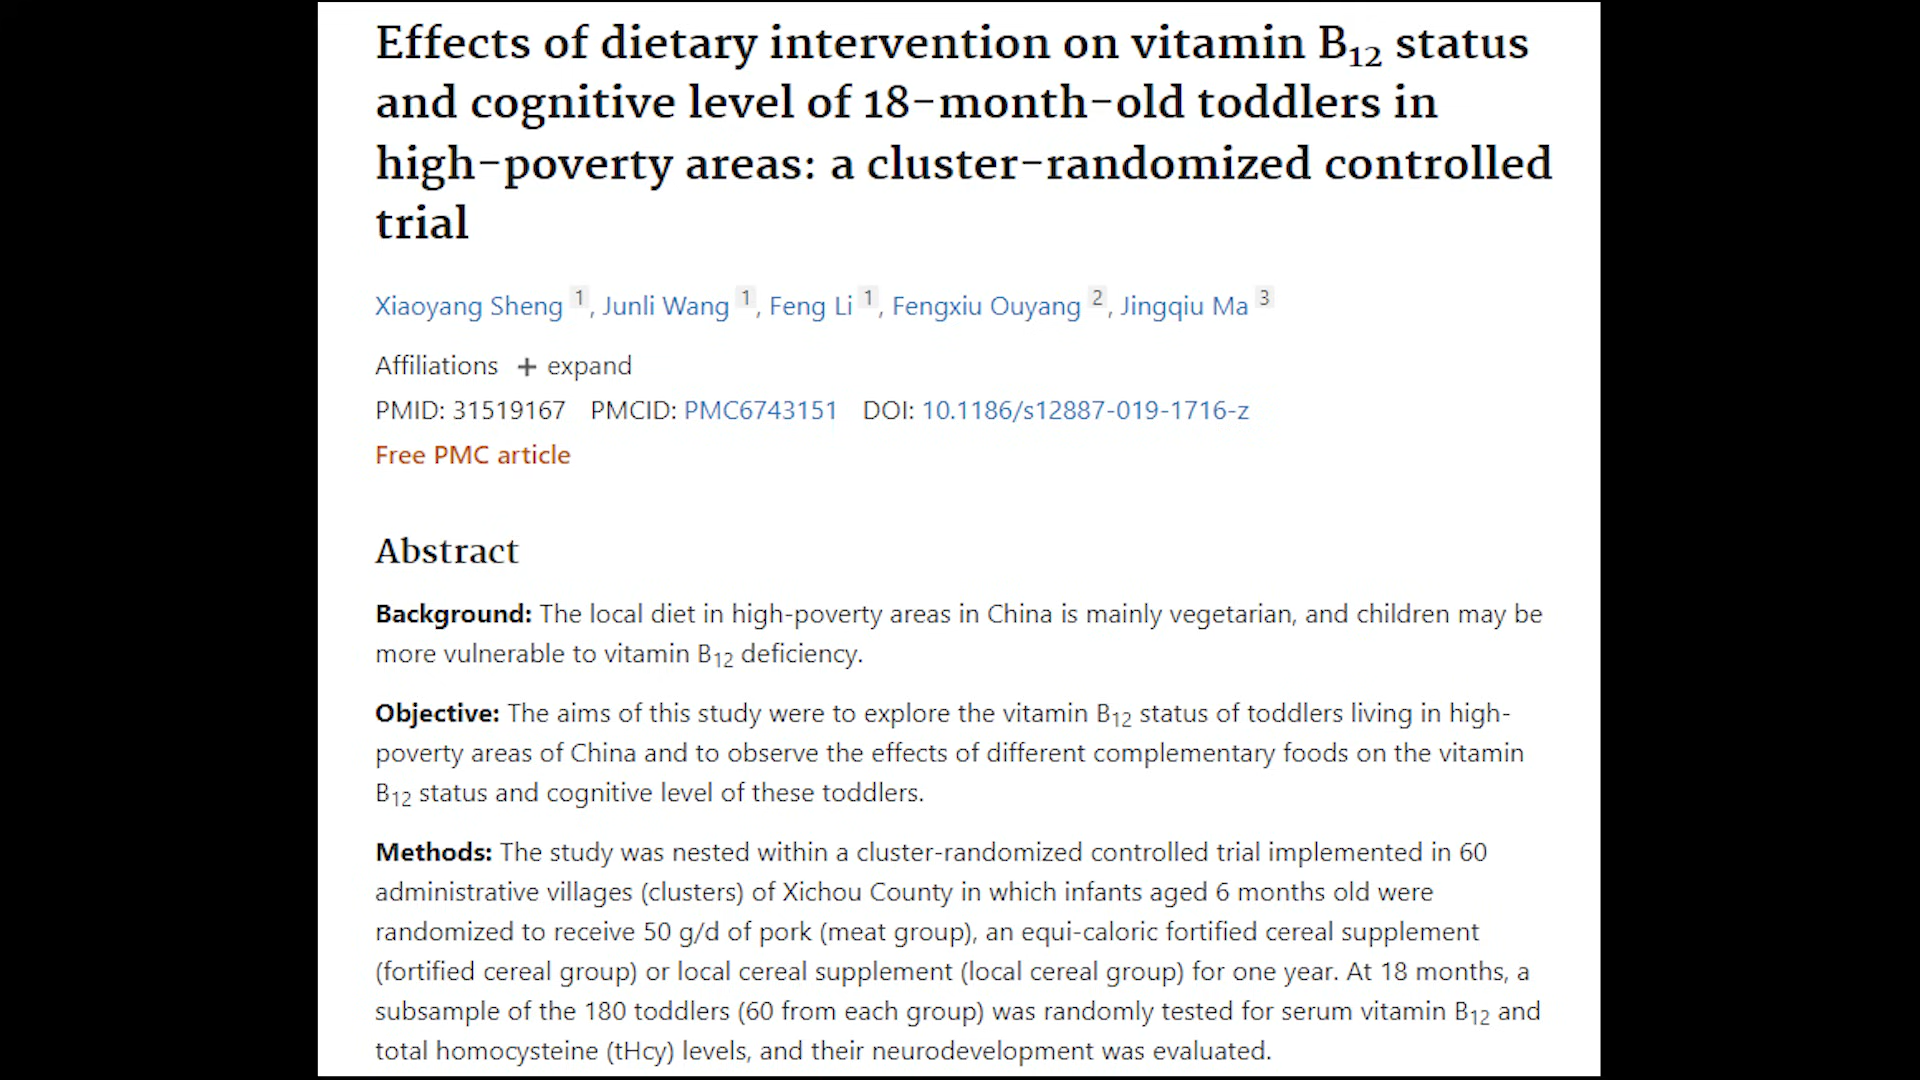 Effects of dietary intervention on vitamin B12 status
and cognitive level of 18-month-old toddlers in
high-poverty areas: a cluster-randomized controlled
trial
Xiaoyang Sheng 1, Junli Wang 1, Feng Li 1, Fengxiu Ouyang 2, Jingqiu Ma 3
Affiliations + expand
PMID: 31519167 PMCID: PMC6743151 DOI: 10.1186/s12887-019-1716-z
Free PMC article
Abstract
Background: The local diet in high-poverty areas in China is mainly vegetarian, and children may be
more vulnerable to vitamin B12 deficiency.
Objective: The aims of this study were to explore the vitamin B12 status of toddlers living in high-
poverty areas of China and to observe the effects of different complementary foods on the vitamin
B12 status and cognitive level of these toddlers.
Methods: The study was nested within a cluster-randomized controlled trial implemented in 60
administrative villages (clusters) of Xichou County in which infants aged 6 months old were
randomized to receive 50 g/d of pork (meat group), an equi-caloric fortified cereal supplement
(fortified cereal group) or local cereal supplement (local cereal group) for one year. At 18 months, a
subsample of the 180 toddlers (60 from each group) was randomly tested for serum vitamin B12 and
total homocysteine (tHcy) levels, and their neurodevelopment was evaluated.